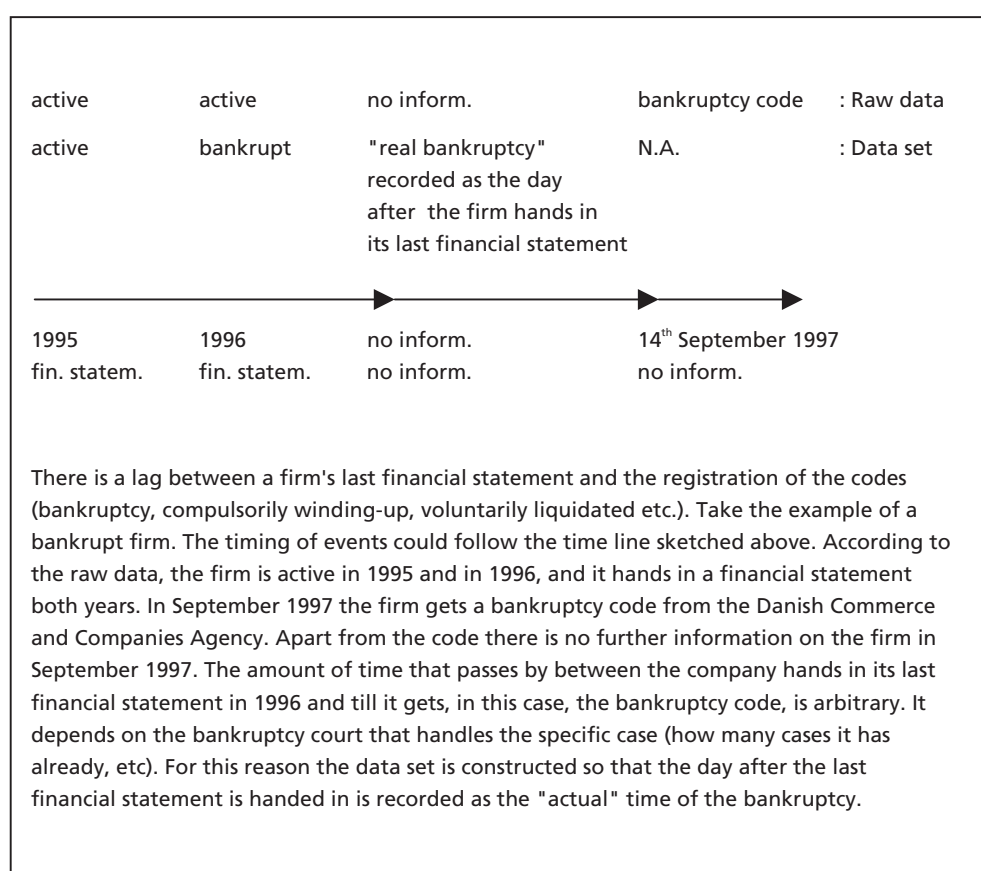 active active no inform. bankruptcy code : Raw data
active bankrupt "real bankruptcy" N.A. : Data set
recorded as the day
after the firm hands in
its last financial statement
1995 1996 no inform. 14th September 1997
fin. statem. fin. statem. no inform. no inform.
There is a lag between a firm's last financial statement and the registration of the codes
(bankruptcy, compulsorily winding-up, voluntarily liquidated etc.). Take the example of a
bankrupt firm. The timing of events could follow the time line sketched above. According to
the raw data, the firm is active in 1995 and in 1996, and it hands in a financial statement
both years. In September 1997 the firm gets a bankruptcy code from the Danish Commerce
and Companies Agency. Apart from the code there is no further information on the firm in
September 1997. The amount of time that passes by between the company hands in its last
financial statement in 1996 and till it gets, in this case, the bankruptcy code, is arbitrary. It
depends on the bankruptcy court that handles the specific case (how many cases it has
already, etc). For this reason the data set is constructed so that the day after the last
financial statement is handed in is recorded as the "actual" time of the bankruptcy.